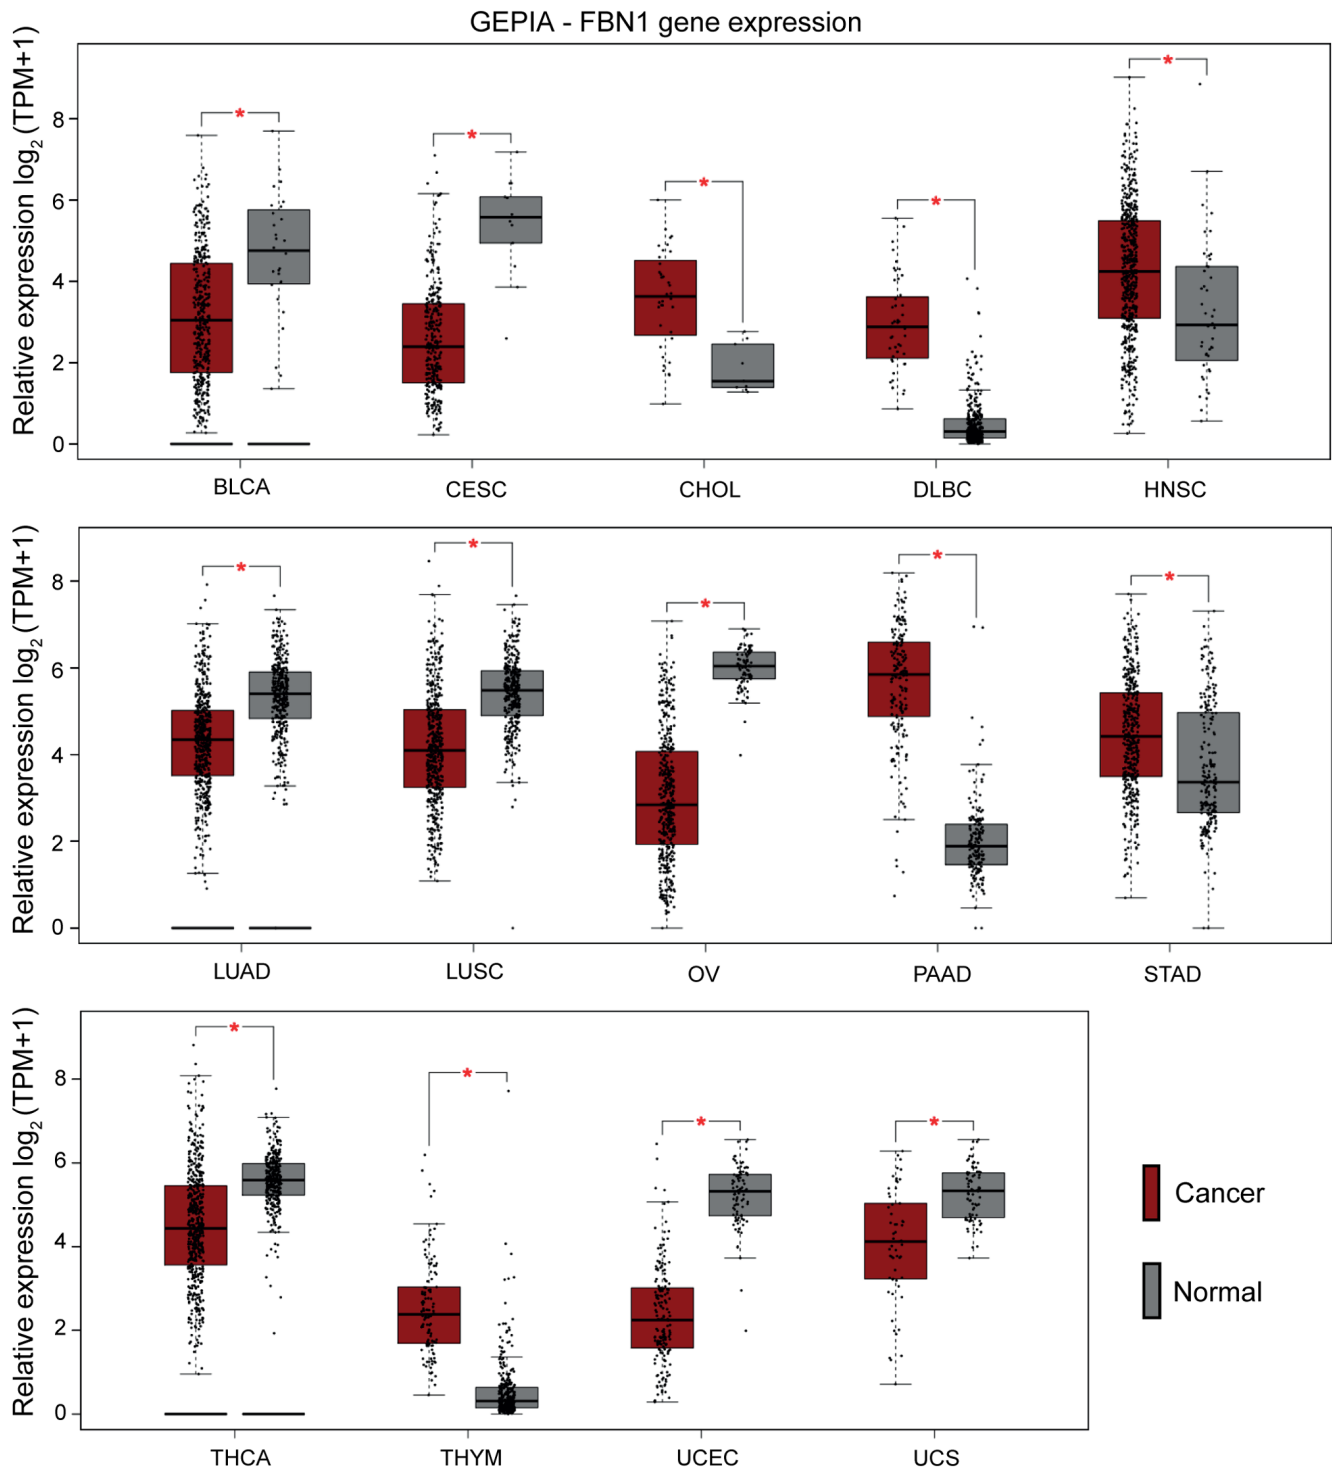 GEPIA - FBN1 gene expression
Relative expression log2 (TPM+1)
8
6
4
2
0
* * * * *
BLCA CESC CHOL DLBC HNSC
Relative expression log2 (TPM+1)
8
6
4
2
0
* * * * *
LUAD LUSC OV PAAD STAD
Relative expression log2 (TPM+1)
8
6
4
2
0
* * * *
THCA THYM UCEC UCS
Cancer
Normal